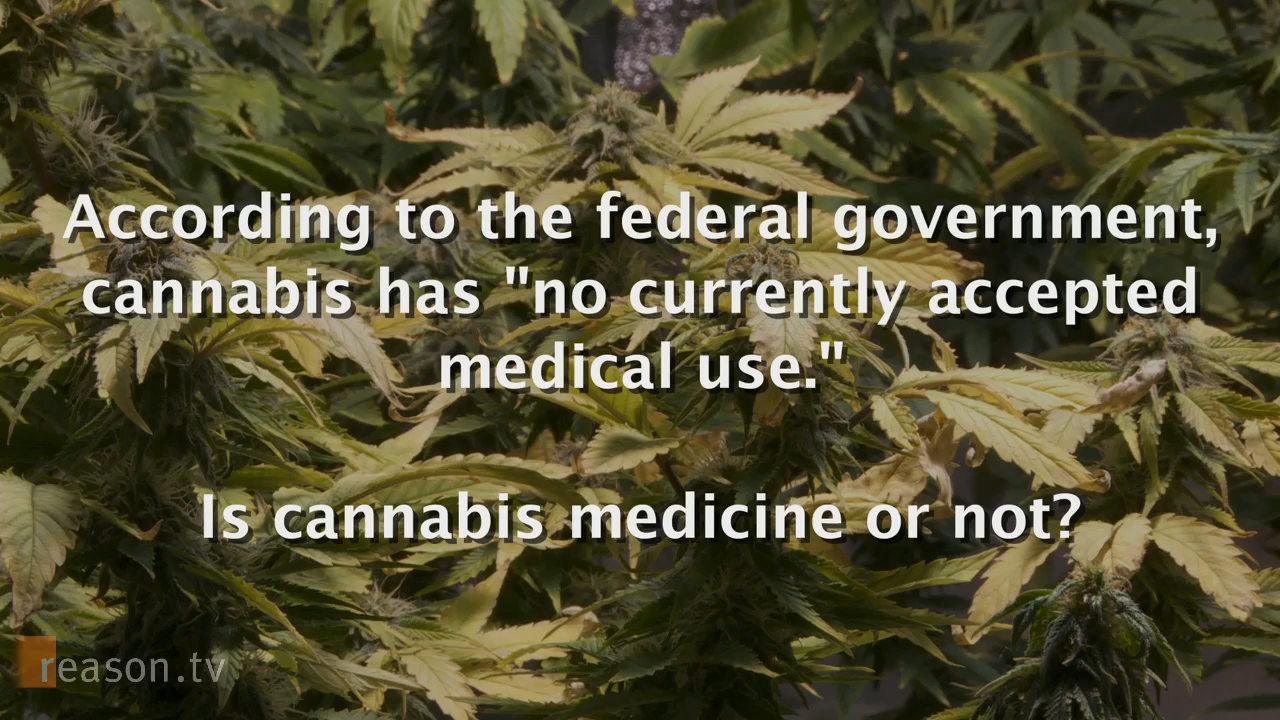 According to the federal government,
cannabis has "no currently accepted
medical use."
Is cannabis medicine or not?
reason.tv